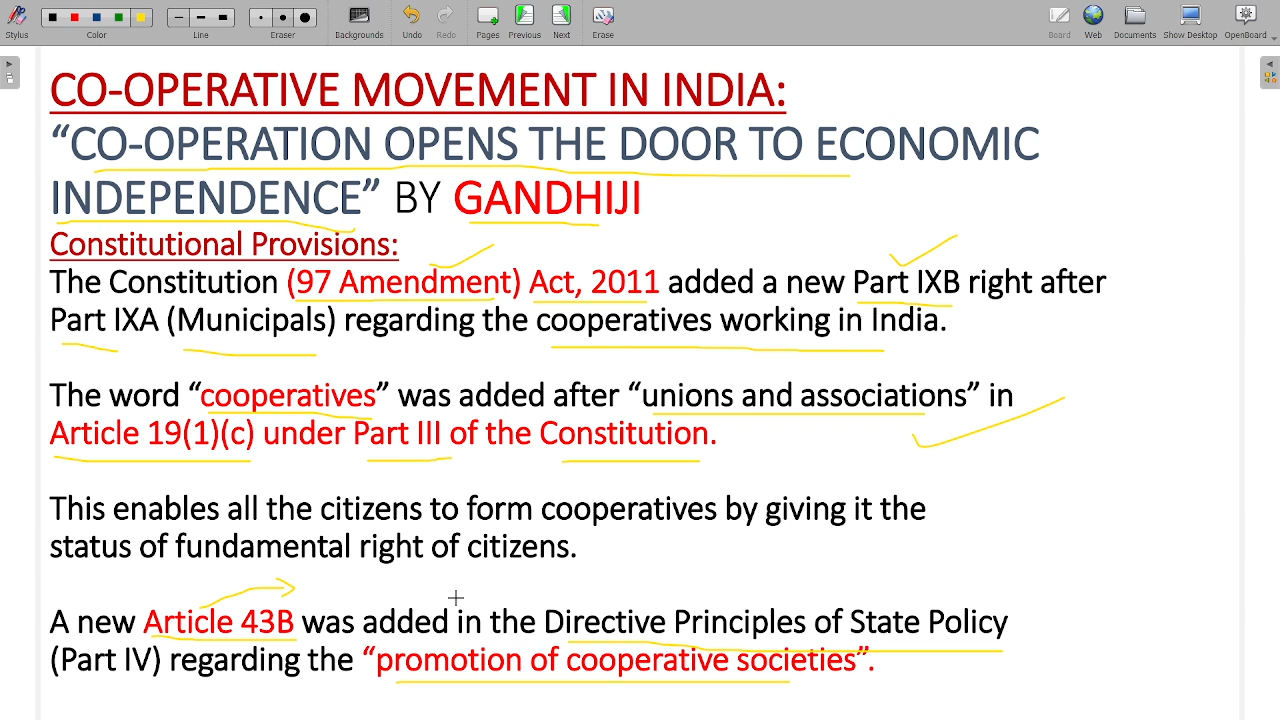 Stylus Color Line Eraser Backgrounds Undo Redo Pages Previous Next Erase Board Web Documents Show Desktop OpenBoard
CO-OPERATIVE MOVEMENT IN INDIA:
“CO-OPERATION OPENS THE DOOR TO ECONOMIC
INDEPENDENCE” BY GANDHIJI
Constitutional Provisions:
The Constitution (97 Amendment) Act, 2011 added a new Part IXB right after
Part IXA (Municipals) regarding the cooperatives working in India.
The word “cooperatives” was added after “unions and associations” in
Article 19(1)(c) under Part III of the Constitution.
This enables all the citizens to form cooperatives by giving it the
status of fundamental right of citizens.
A new Article 43B was added in the Directive Principles of State Policy
(Part IV) regarding the “promotion of cooperative societies”.